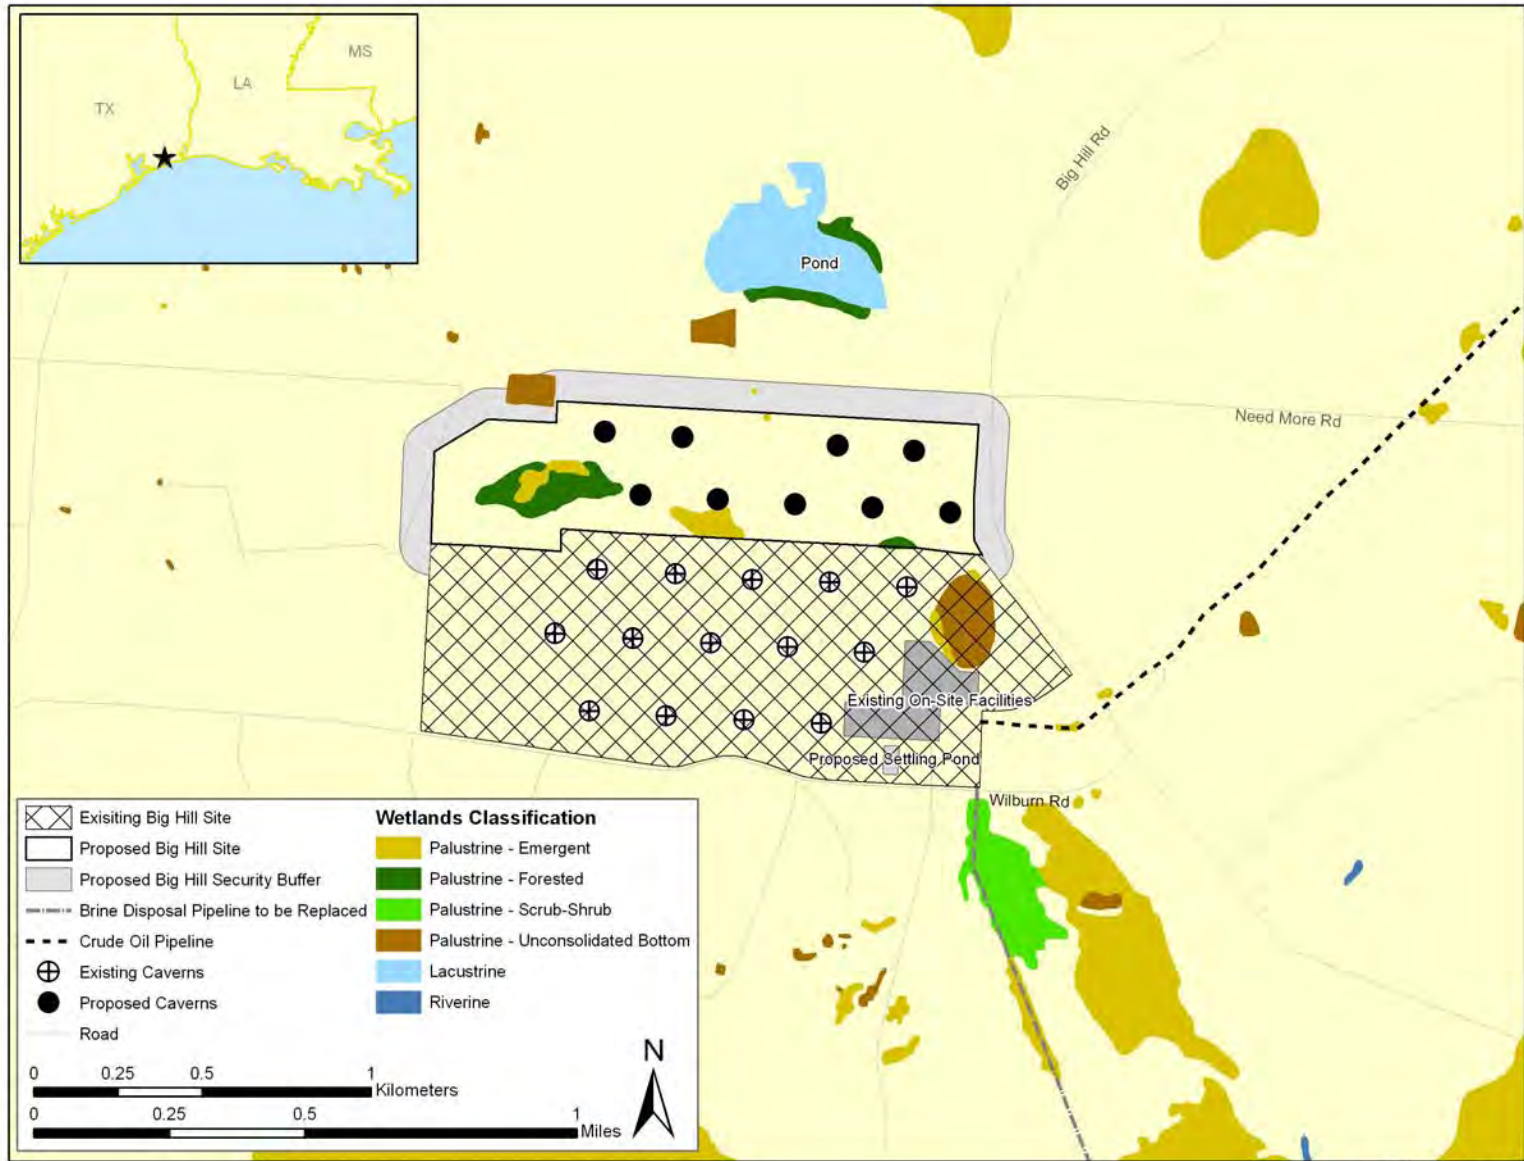 MS
LA
TX
Big Hill Rd
Pond
Need More Rd
Existing On-Site Facilities
Proposed Settling Pond
Wilburn Rd
Exisiting Big Hill Site
Proposed Big Hill Site
Proposed Big Hill Security Buffer
Brine Disposal Pipeline to be Replaced
Crude Oil Pipeline
Existing Caverns
Proposed Caverns
Road
Wetlands Classification
Palustrine - Emergent
Palustrine - Forested
Palustrine - Scrub-Shrub
Palustrine - Unconsolidated Bottom
Lacustrine
Riverine
N
0 0.25 0.5 1
Kilometers
0 0.25 0.5 1
Miles